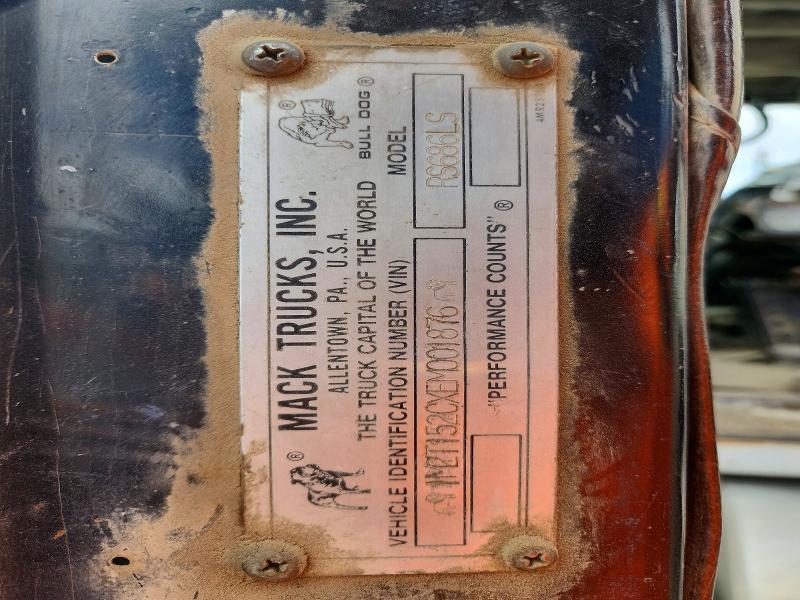 MACK TRUCKS, INC.
ALLENTOWN, PA., U.S.A.
THE TRUCK CAPITAL OF THE WORLD
BULL DOG ®
VEHICLE IDENTIFICATION NUMBER (VIN)
MODEL
1M2T152CXEM001876
RS686LS
"PERFORMANCE COUNTS" ®